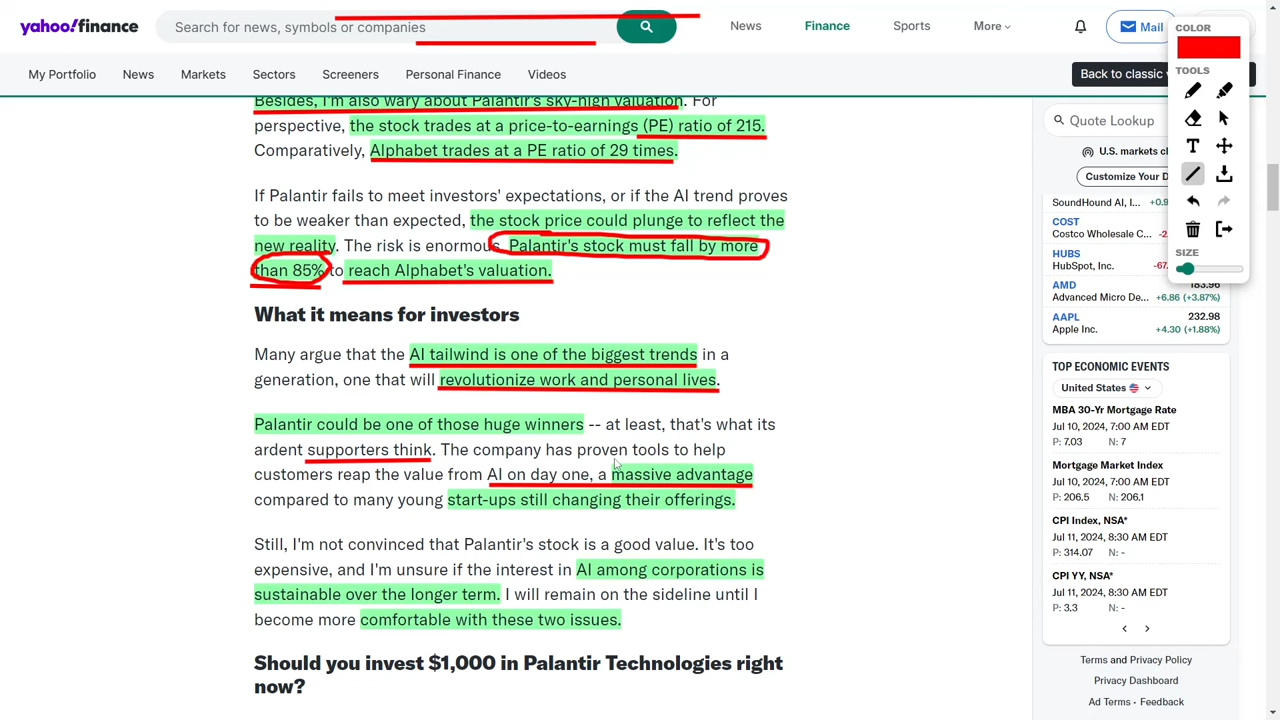 yahoo!finance
Search for news, symbols or companies
News
Finance
Sports
More
Mail
My Portfolio
News
Markets
Sectors
Screeners
Personal Finance
Videos
Back to classic
COLOR
TOOLS
T
SIZE
Besides, I'm also wary about Palantir's sky-high valuation. For
perspective, the stock trades at a price-to-earnings (PE) ratio of 215.
Comparatively, Alphabet trades at a PE ratio of 29 times.
If Palantir fails to meet investors' expectations, or if the AI trend proves
to be weaker than expected, the stock price could plunge to reflect the
new reality. The risk is enormous. Palantir's stock must fall by more
than 85% to reach Alphabet's valuation.
What it means for investors
Many argue that the AI tailwind is one of the biggest trends in a
generation, one that will revolutionize work and personal lives.
Palantir could be one of those huge winners -- at least, that's what its
ardent supporters think. The company has proven tools to help
customers reap the value from AI on day one, a massive advantage
compared to many young start-ups still changing their offerings.
Still, I'm not convinced that Palantir's stock is a good value. It's too
expensive, and I'm unsure if the interest in AI among corporations is
sustainable over the longer term. I will remain on the sideline until I
become more comfortable with these two issues.
Should you invest $1,000 in Palantir Technologies right
now?
Quote Lookup
U.S. markets cl
Customize Your D
SoundHound AI, I... +0.9
COST
Costco Wholesale C... -2
HUBS
HubSpot, Inc. -67.
AMD 183.96
Advanced Micro De... +6.86 (+3.87%)
AAPL 232.98
Apple Inc. +4.30 (+1.88%)
TOP ECONOMIC EVENTS
United States
MBA 30-Yr Mortgage Rate
Jul 10, 2024, 7:00 AM EDT
P: 7.03 N: 7
Mortgage Market Index
Jul 10, 2024, 7:00 AM EDT
P: 206.5 N: 206.1
CPI Index, NSA*
Jul 11, 2024, 8:30 AM EDT
P: 314.07 N: -
CPI YY, NSA*
Jul 11, 2024, 8:30 AM EDT
P: 3.3 N: -
Terms and Privacy Policy
Privacy Dashboard
Ad Terms • Feedback